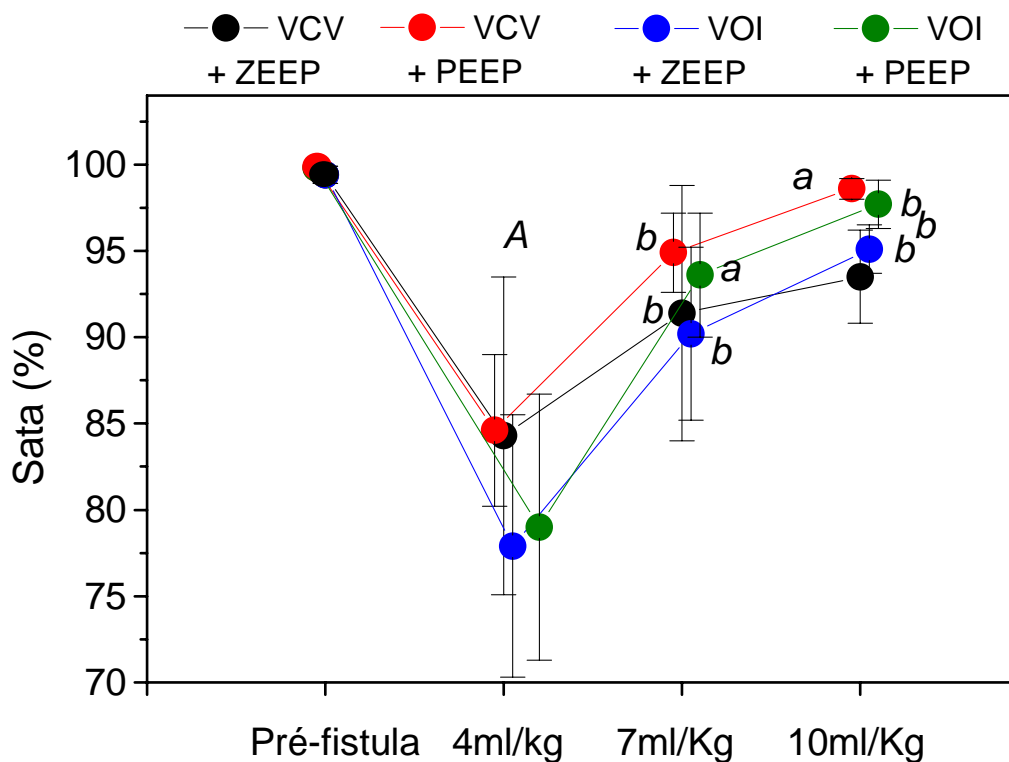 VCV VCV VOI VOI
+ ZEEP + PEEP + ZEEP + PEEP
100
95
90
85
80
75
70
Sata (%)
A
b
a
b
b
a
b
b
b
Pré-fistula 4ml/kg 7ml/Kg 10ml/Kg